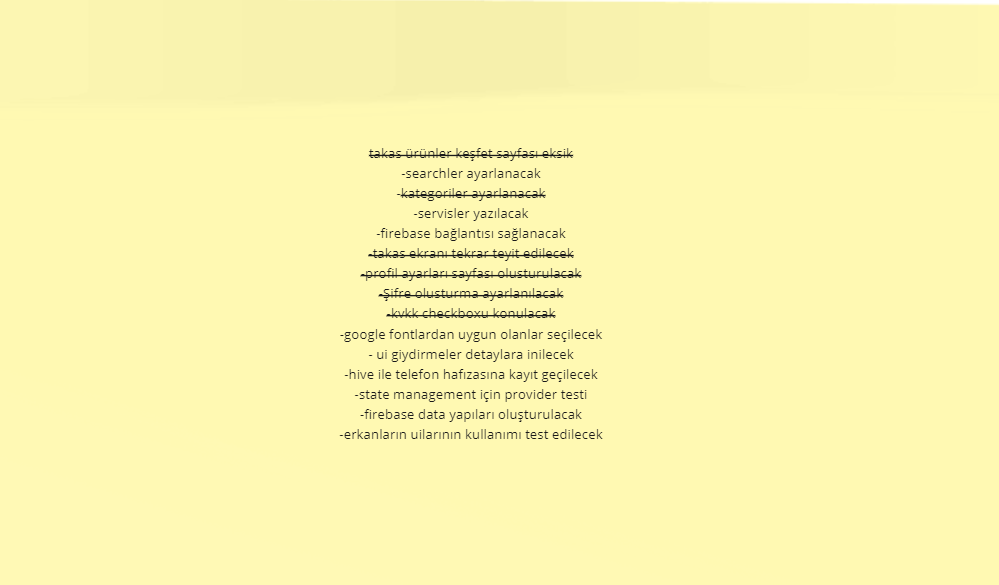 takas ürünler keşfet sayfası eksik
-searchler ayarlanacak
-kategoriler ayarlanacak
-servisler yazılacak
-firebase bağlantısı sağlanacak
-takas ekranı tekrar teyit edilecek
-profil ayarları sayfası olusturulacak
-Şifre olusturma ayarlanılacak
-kvkk checkboxu konulacak
-google fontlardan uygun olanlar seçilecek
- ui giydirmeler detaylara inilecek
-hive ile telefon hafızasına kayıt geçilecek
-state management için provider testi
-firebase data yapıları oluşturulacak
-erkanların uilarının kullanımı test edilecek